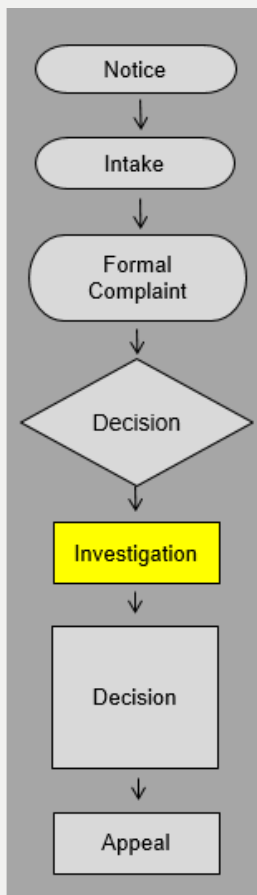 Notice
Intake
Formal
Complaint
Decision
Investigation
Decision
Appeal